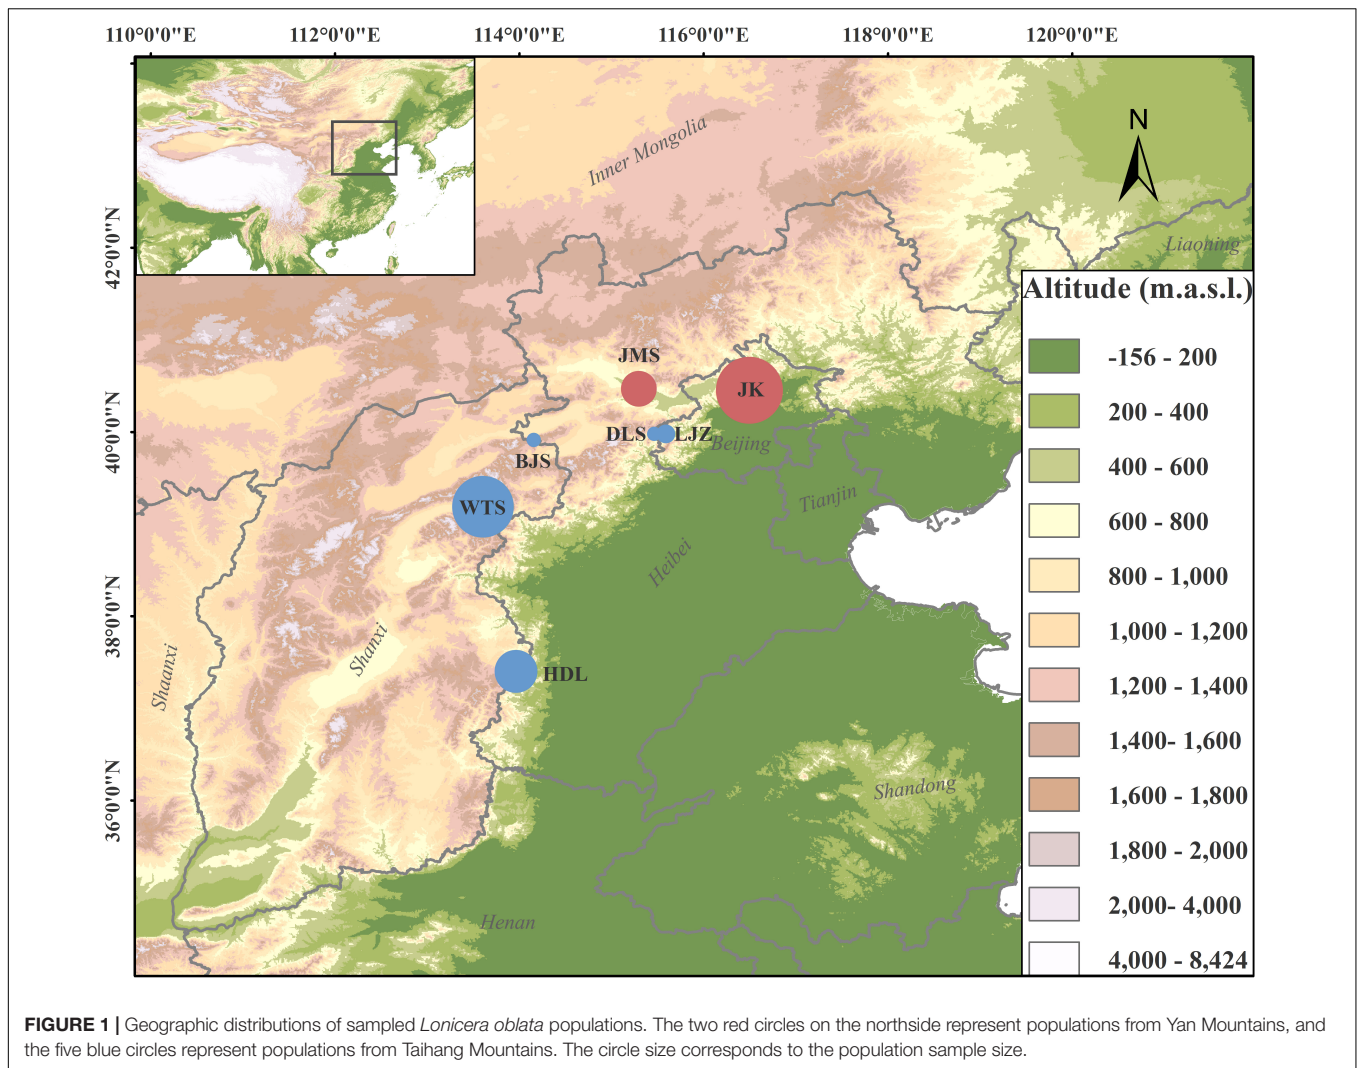 110°0'0"E 112°0'0"E 114°0'0"E 116°0'0"E 118°0'0"E 120°0'0"E
42°0'0"N
40°0'0"N
38°0'0"N
36°0'0"N
N
Inner Mongolia
Liaoning
JMS
JK
DLS
LJZ
Beijing
BJS
WTS
Tianjin
Heibei
HDL
Shaanxi
Shanxi
Shandong
Henan
Altitude (m.a.s.l.)
-156 - 200
200 - 400
400 - 600
600 - 800
800 - 1,000
1,000 - 1,200
1,200 - 1,400
1,400- 1,600
1,600 - 1,800
1,800 - 2,000
2,000- 4,000
4,000 - 8,424
FIGURE 1 | Geographic distributions of sampled Lonicera oblata populations. The two red circles on the northside represent populations from Yan Mountains, and
the five blue circles represent populations from Taihang Mountains. The circle size corresponds to the population sample size.